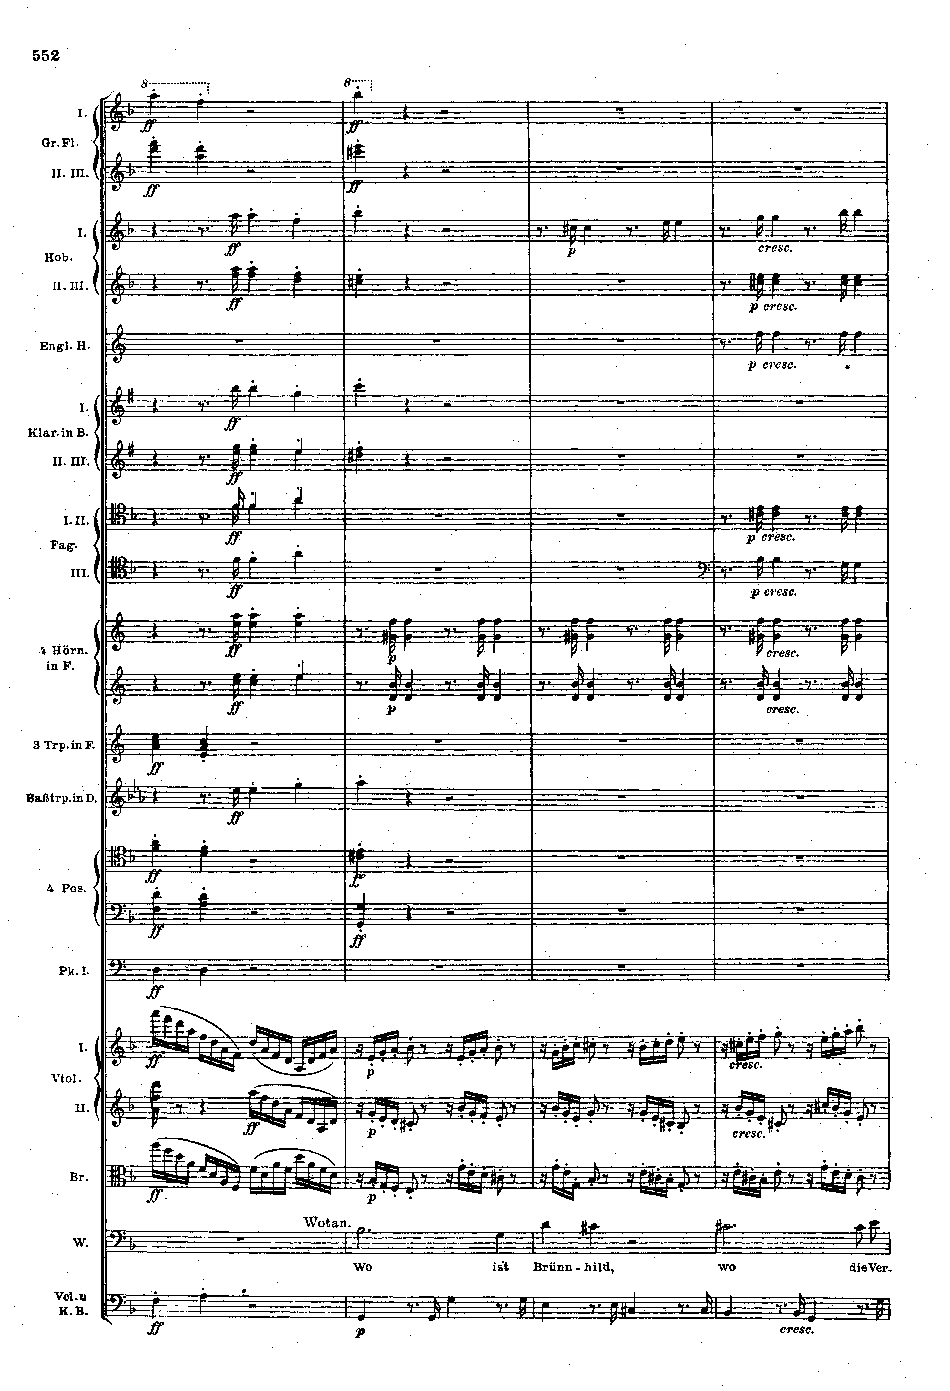 552
8
8
I.
Gr. Fl.
ff
ff
II. III.
ff
ff
I.
Hob.
ff
p
cresc.
II. III.
ff
p cresc.
Engl. H.
p cresc.
I.
Klar. in B.
ff
II. III.
ff
I. II.
Fag.
ff
p cresc.
III.
ff
p cresc.
4 Hörn.
in F.
ff
p
cresc.
ff
p
cresc.
3 Trp. in F.
ff
Baßtrp. in D.
ff
4 Pos.
ff
ff
ff
Pk. I.
ff
I.
Viol.
ff
p
cresc.
II.
ff
p
cresc.
Br.
ff
p
Wotan.
W.
Wo ist Brünn - hild, wo die Ver-
Vcl. u
K. B.
ff
p
cresc.